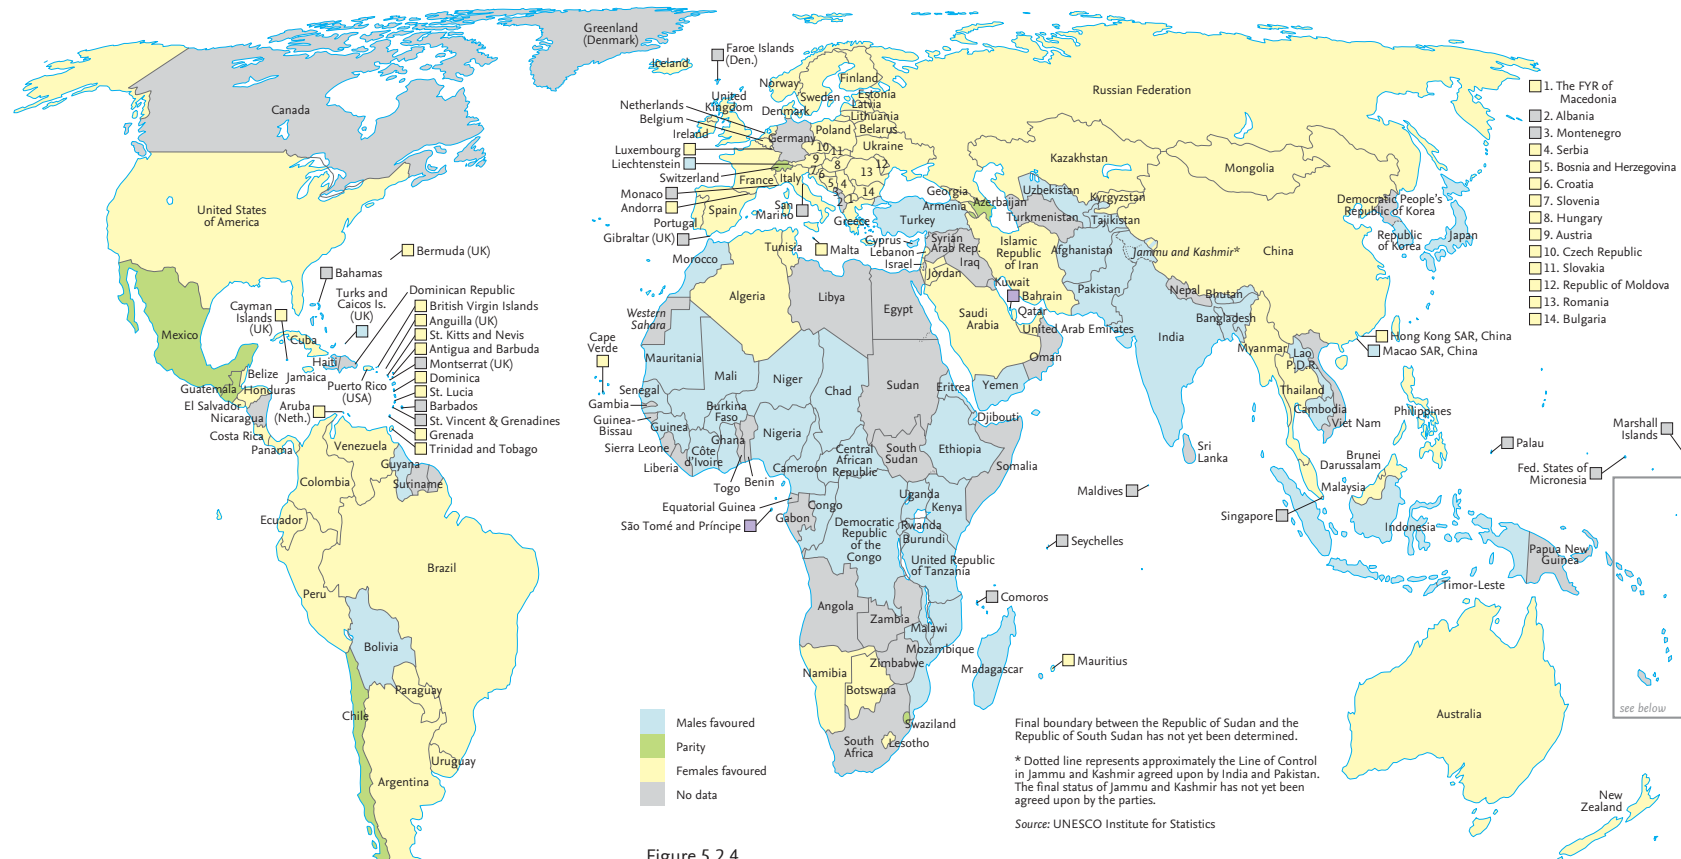 Greenland
(Denmark)
Canada
United States
of America
Mexico
Bermuda (UK)
Bahamas
Turks and
Caicos Is.
(UK)
Cayman
Islands
(UK)
Cuba
Haiti
Jamaica
Belize
Guatemala
Honduras
El Salvador
Nicaragua
Costa Rica
Panama
Puerto Rico
(USA)
Aruba
(Neth.)
Dominican Republic
British Virgin Islands
Anguilla (UK)
St. Kitts and Nevis
Antigua and Barbuda
Montserrat (UK)
Dominica
St. Lucia
Barbados
St. Vincent & Grenadines
Grenada
Trinidad and Tobago
Venezuela
Guyana
Suriname
Colombia
Ecuador
Peru
Brazil
Bolivia
Paraguay
Chile
Uruguay
Argentina
Iceland
Faroe Islands
(Den.)
Norway
Sweden
Finland
Estonia
Latvia
Lithuania
Belarus
United
Kingdom
Denmark
Netherlands
Belgium
Ireland
Germany
Poland
Ukraine
Luxembourg
Liechtenstein
Switzerland
France
Italy
Monaco
Andorra
Spain
San
Marino
Portugal
Gibraltar (UK)
Greece
Malta
10
11
9
8
12
7
6
13
5
4
14
3
2
1
Russian Federation
Kazakhstan
Mongolia
Georgia
Armenia
Azerbaijan
Turkey
Uzbekistan
Turkmenistan
Kyrgyzstan
Tajikistan
Cyprus
Lebanon
Israel
Syrian
Arab Rep.
Iraq
Jordan
Islamic
Republic
of Iran
Afghanistan
Jammu and Kashmir*
China
Democratic People's
Republic of Korea
Republic
of Korea
Japan
Kuwait
Bahrain
Qatar
United Arab Emirates
Saudi
Arabia
Oman
Yemen
Pakistan
Nepal
Bhutan
Bangladesh
India
Myanmar
Lao
P.D.R.
Thailand
Cambodia
Viet Nam
Hong Kong SAR, China
Macao SAR, China
Philippines
Sri
Lanka
Maldives
Brunei
Darussalam
Malaysia
Singapore
Indonesia
Timor-Leste
Papua New
Guinea
Palau
Fed. States of
Micronesia
Marshall
Islands
Australia
New
Zealand
see below
Morocco
Tunisia
Algeria
Libya
Egypt
Western
Sahara
Cape
Verde
Mauritania
Mali
Niger
Chad
Sudan
Eritrea
Djibouti
Senegal
Gambia
Guinea-
Bissau
Guinea
Sierra Leone
Liberia
Burkina
Faso
Ghana
Côte
d'Ivoire
Togo
Benin
Nigeria
Cameroon
Central
African
Republic
South
Sudan
Ethiopia
Somalia
Equatorial Guinea
São Tomé and Príncipe
Gabon
Congo
Democratic
Republic
of the
Congo
Uganda
Kenya
Rwanda
Burundi
United Republic
of Tanzania
Seychelles
Comoros
Angola
Zambia
Malawi
Mozambique
Zimbabwe
Madagascar
Mauritius
Namibia
Botswana
Swaziland
Lesotho
South
Africa
1. The FYR of
Macedonia
2. Albania
3. Montenegro
4. Serbia
5. Bosnia and Herzegovina
6. Croatia
7. Slovenia
8. Hungary
9. Austria
10. Czech Republic
11. Slovakia
12. Republic of Moldova
13. Romania
14. Bulgaria
Males favoured
Parity
Females favoured
No data
Final boundary between the Republic of Sudan and the
Republic of South Sudan has not yet been determined.
* Dotted line represents approximately the Line of Control
in Jammu and Kashmir agreed upon by India and Pakistan.
The final status of Jammu and Kashmir has not yet been
agreed upon by the parties.
Source: UNESCO Institute for Statistics
Figure 5.2.4